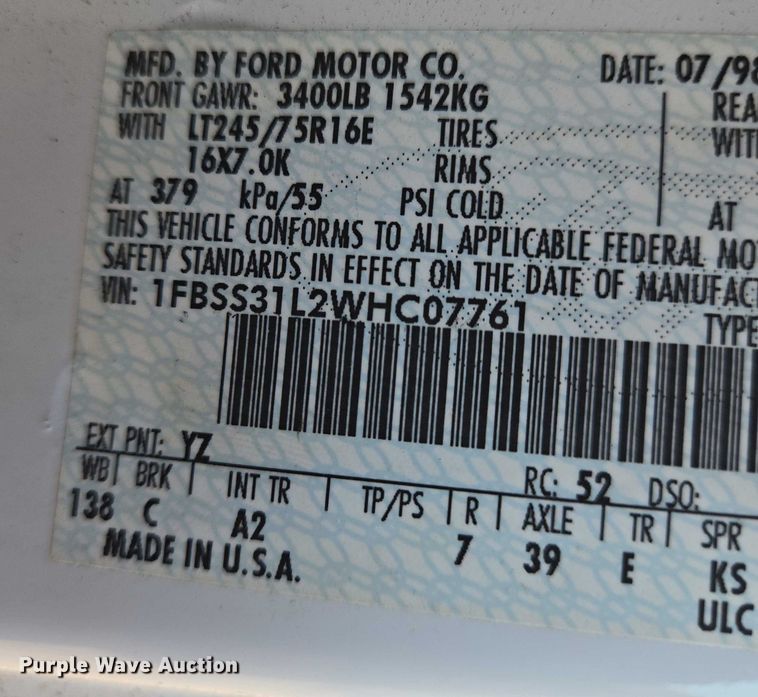 MFD. BY FORD MOTOR CO. DATE: 07/98
FRONT GAWR: 3400LB 1542KG
WITH LT245/75R16E TIRES
16X7.0K RIMS
AT 379 kPa/55 PSI COLD AT
THIS VEHICLE CONFORMS TO ALL APPLICABLE FEDERAL
SAFETY STANDARDS IN EFFECT ON THE DATE OF
VIN: 1FBSS31L2WHC07761
TYPE
EXT PNT: YZ RC: 52 DSO:
WB BRK INT TR TP/PS R AXLE TR SPR
138 C A2 7 39 E KS
MADE IN U.S.A. ULC
Purple Wave Auction